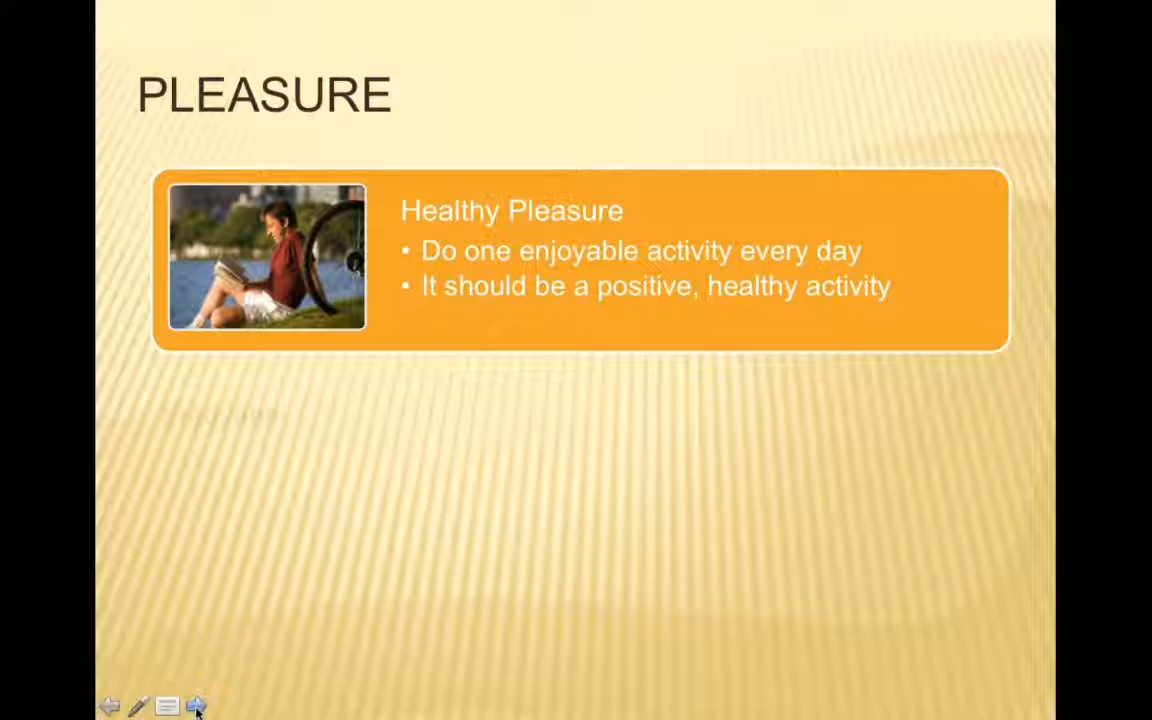 PLEASURE
Healthy Pleasure
• Do one enjoyable activity every day
• It should be a positive, healthy activity